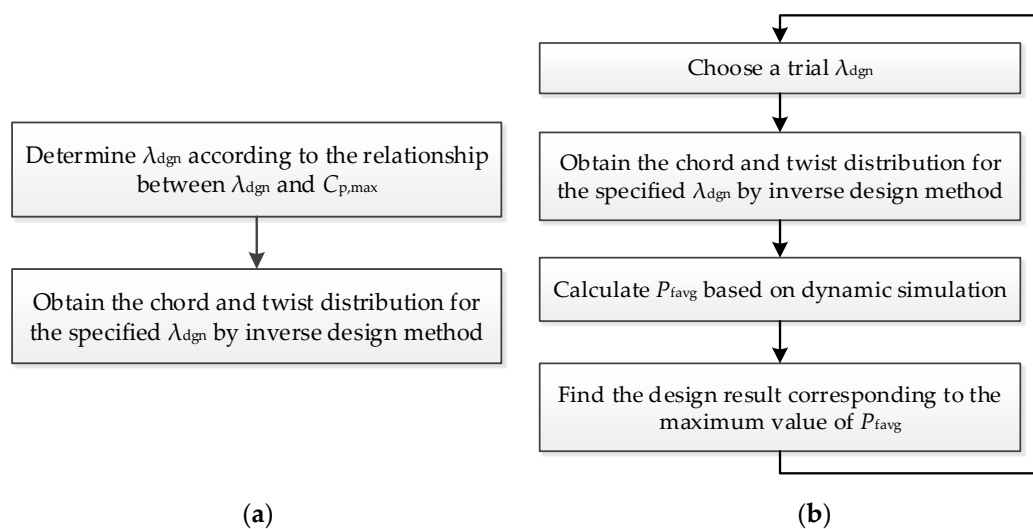 Determine λdgn according to the relationship
between λdgn and Cp,max
Obtain the chord and twist distribution for
the specified λdgn by inverse design method
(a)
Choose a trial λdgn
Obtain the chord and twist distribution for
the specified λdgn by inverse design method
Calculate Pfavg based on dynamic simulation
Find the design result corresponding to the
maximum value of Pfavg
(b)